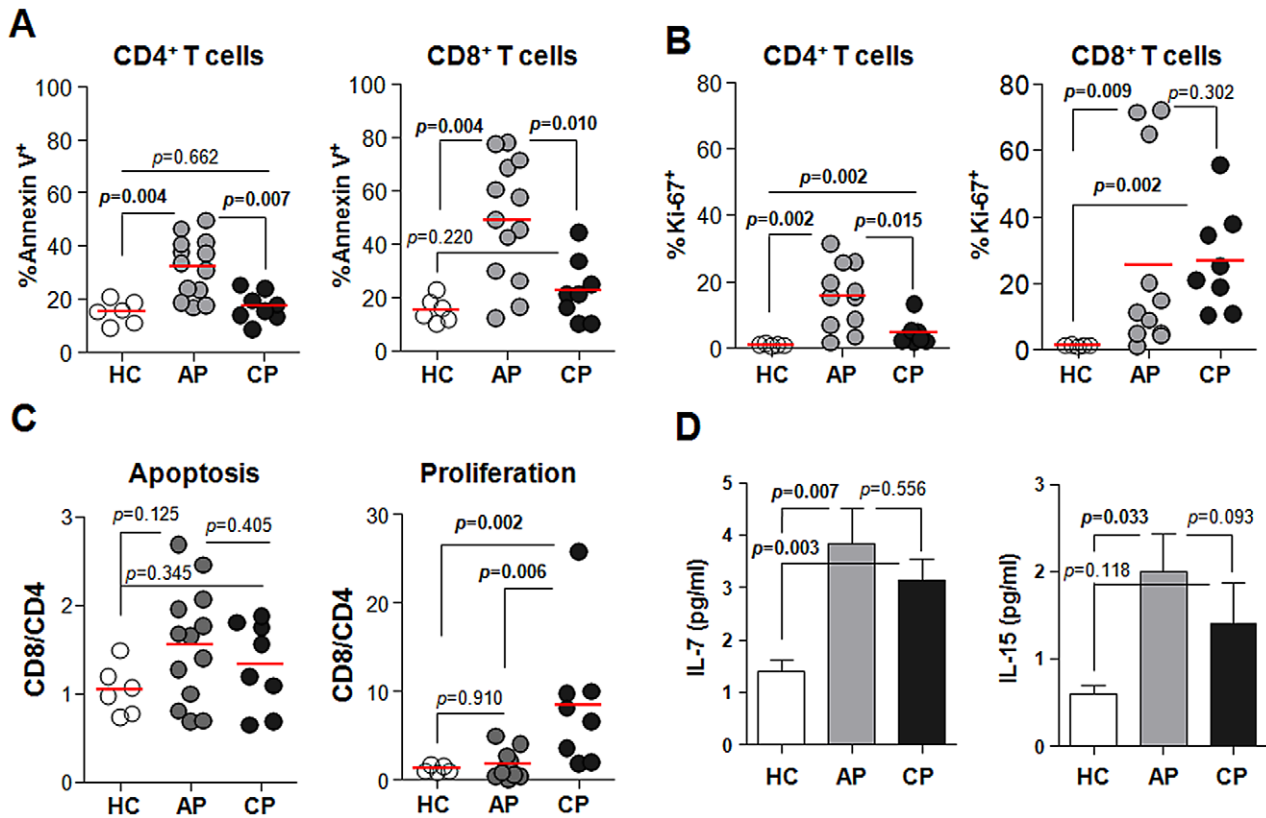 A
CD4⁺ T cells
%Annexin V⁺
100
80
60
40
20
0
p=0.662
p=0.004
p=0.007
HC AP CP
CD8⁺ T cells
%Annexin V⁺
100
80
60
40
20
0
p=0.004
p=0.010
p=0.220
HC AP CP
B
CD4⁺ T cells
%Ki-67⁺
80
60
40
20
0
p=0.002
p=0.002
p=0.015
HC AP CP
CD8⁺ T cells
%Ki-67⁺
80
60
40
20
0
p=0.009
p=0.302
p=0.002
HC AP CP
C
Apoptosis
CD8/CD4
3
2
1
0
p=0.125
p=0.405
p=0.345
HC AP CP
Proliferation
CD8/CD4
30
20
10
0
p=0.002
p=0.006
p=0.910
HC AP CP
D
IL-7 (pg/ml)
5
4
3
2
1
0
p=0.007
p=0.556
p=0.003
HC AP CP
IL-15 (pg/ml)
3
2
1
0
p=0.033
p=0.093
p=0.118
HC AP CP